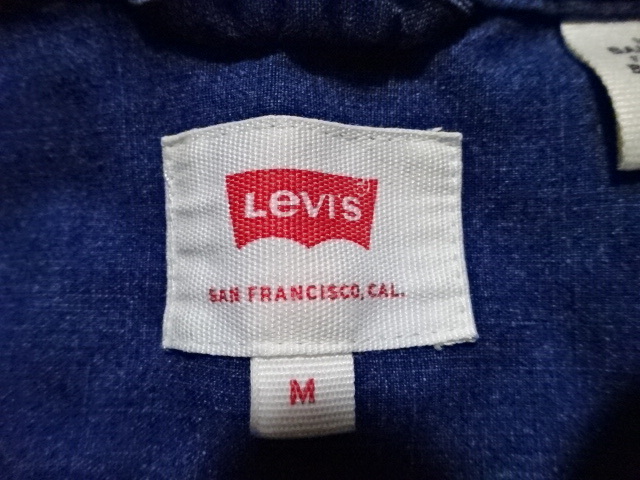 Levi's
SAN FRANCISCO, CAL.
M